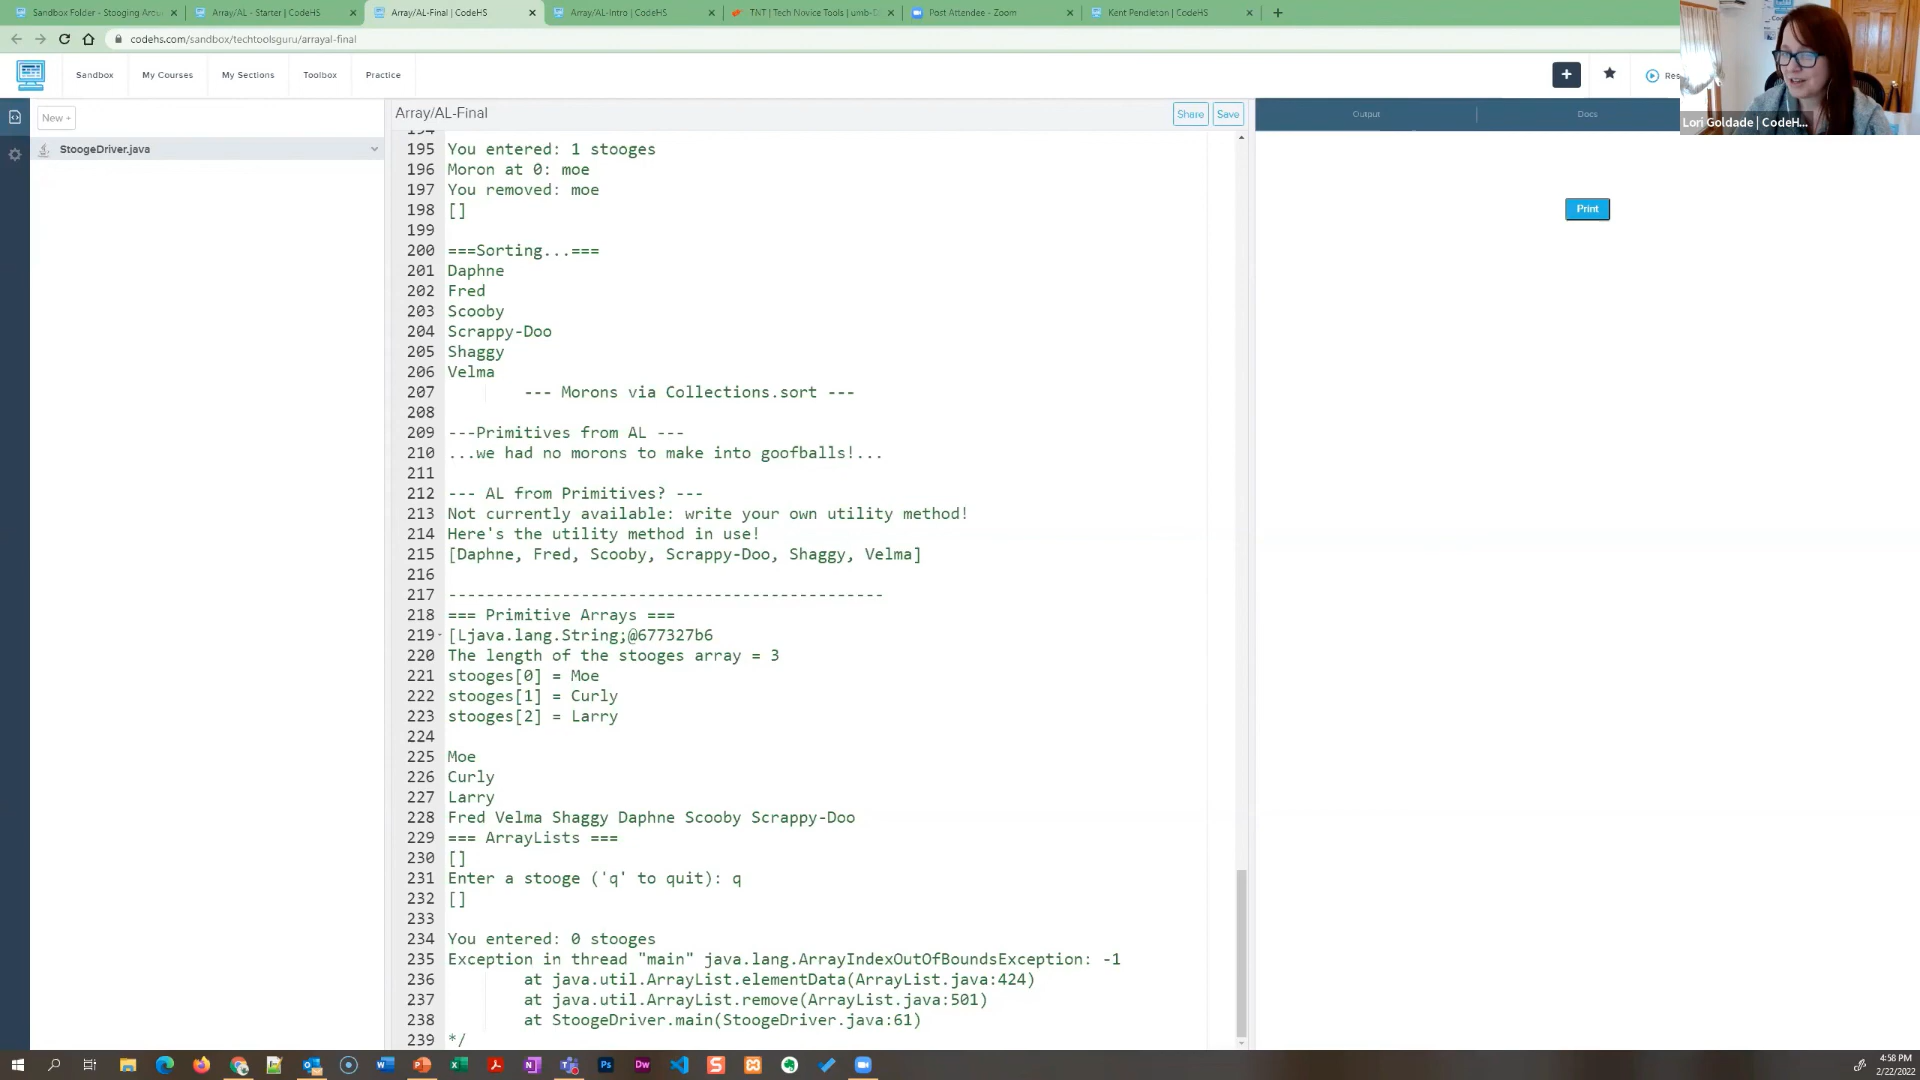 Sandbox Folder - Stooging Arou
Array/AL - Starter | CodeHS
Array/AL-Final | CodeHS
Array/AL-Intro | CodeHS
TNT | Tech Novice Tools | umb-
Post Attendee - Zoom
Kent Pendleton | CodeHS
codehs.com/sandbox/techtoolsguru/arrayal-final
Sandbox
My Courses
My Sections
Toolbox
Practice
Res
Lori Goldade | CodeH...
New +
Array/AL-Final
Share
Save
Output
Docs
StoogeDriver.java
Print
194
195 You entered: 1 stooges
196 Moron at 0: moe
197 You removed: moe
198 []
199
200 ===Sorting...===
201 Daphne
202 Fred
203 Scooby
204 Scrappy-Doo
205 Shaggy
206 Velma
207 --- Morons via Collections.sort ---
208
209 ---Primitives from AL ---
210 ...we had no morons to make into goofballs!...
211
212 --- AL from Primitives? ---
213 Not currently available: write your own utility method!
214 Here's the utility method in use!
215 [Daphne, Fred, Scooby, Scrappy-Doo, Shaggy, Velma]
216
217 ----------------------------------------------
218 === Primitive Arrays ===
219 [Ljava.lang.String;@677327b6
220 The length of the stooges array = 3
221 stooges[0] = Moe
222 stooges[1] = Curly
223 stooges[2] = Larry
224
225 Moe
226 Curly
227 Larry
228 Fred Velma Shaggy Daphne Scooby Scrappy-Doo
229 === ArrayLists ===
230 []
231 Enter a stooge ('q' to quit): q
232 []
233
234 You entered: 0 stooges
235 Exception in thread "main" java.lang.ArrayIndexOutOfBoundsException: -1
236 at java.util.ArrayList.elementData(ArrayList.java:424)
237 at java.util.ArrayList.remove(ArrayList.java:501)
238 at StoogeDriver.main(StoogeDriver.java:61)
239 */
4:58 PM
2/22/2022